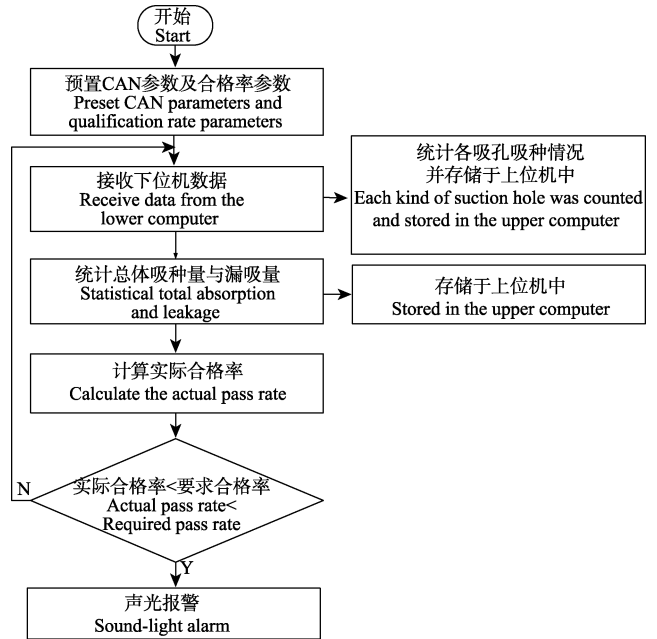 开始
Start
预置CAN参数及合格率参数
Preset CAN parameters and
qualification rate parameters
接收下位机数据
Receive data from the
lower computer
统计各吸孔吸种情况
并存储于上位机中
Each kind of suction hole was counted
and stored in the upper computer
统计总体吸种量与漏吸量
Statistical total absorption
and leakage
存储于上位机中
Stored in the upper computer
计算实际合格率
Calculate the actual pass rate
N
实际合格率<要求合格率
Actual pass rate<
Required pass rate
Y
声光报警
Sound-light alarm